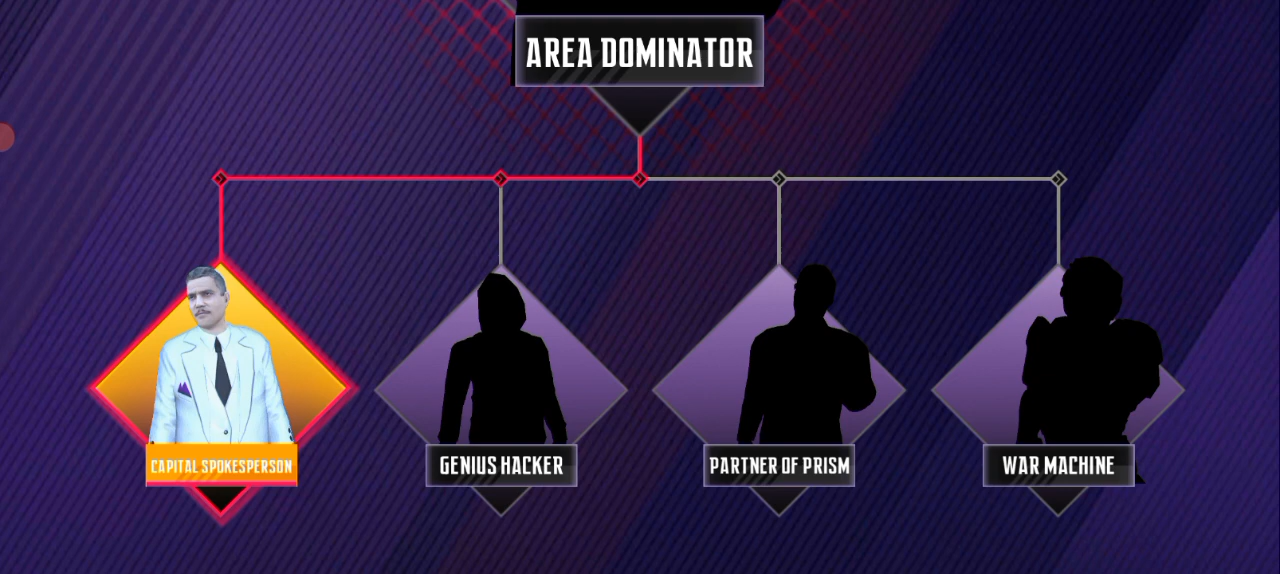 AREA DOMINATOR
CAPITAL SPOKESPERSON
GENIUS HACKER
PARTNER OF PRISM
WAR MACHINE